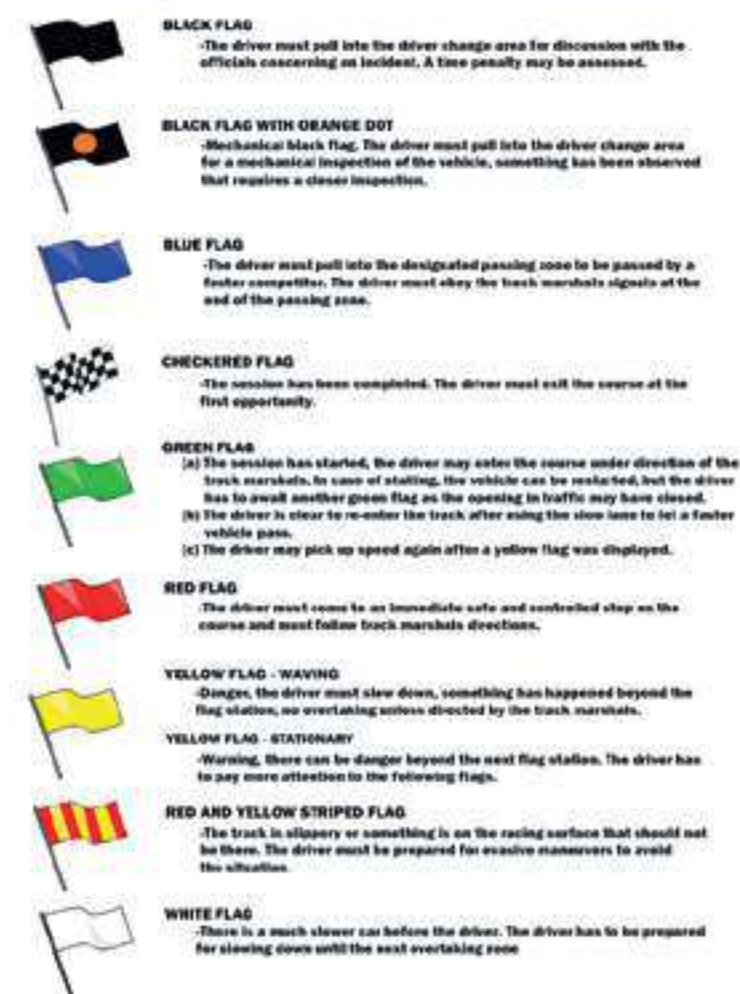 BLACK FLAG
-The driver must pull into the driver change area for discussion with the
officials concerning an incident. A time penalty may be assessed.
BLACK FLAG WITH ORANGE DOT
-Mechanical black flag. The driver must pull into the driver change area
for a mechanical inspection of the vehicle, something has been observed
that requires a closer inspection.
BLUE FLAG
-The driver must pull into the designated passing zone to be passed by a
faster competitor. The driver must obey the track marshals signals at the
end of the passing zone.
CHECKERED FLAG
-The session has been completed. The driver must exit the course at the
first opportunity.
GREEN FLAG
(a) The session has started, the driver may enter the course under direction of the
track marshals. In case of stalling, the vehicle can be restarted, but the driver
has to await another green flag as the opening in traffic may have closed.
(b) The driver is clear to re-enter the track after using the slow lane to let a faster
vehicle pass.
(c) The driver may pick up speed again after a yellow flag was displayed.
RED FLAG
-The driver must come to an immediate safe and controlled stop on the
course and must follow track marshals directions.
YELLOW FLAG - WAVING
-Danger, the driver must slow down, something has happened beyond the
flag station, no overtaking unless directed by the track marshals.
YELLOW FLAG - STATIONARY
-Warning, there can be danger beyond the next flag station. The driver has
to pay more attention to the following flags.
RED AND YELLOW STRIPED FLAG
-The track is slippery or something is on the racing surface that should not
be there. The driver must be prepared for evasive maneuvers to avoid
the situation.
WHITE FLAG
-There is a much slower car before the driver. The driver has to be prepared
for slowing down until the next overtaking zone